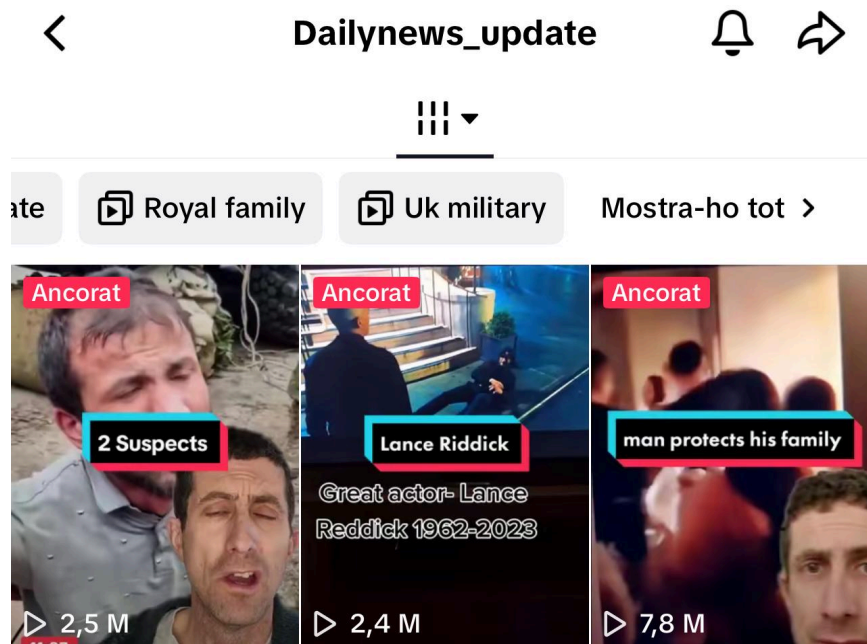 Dailynews_update
ate
Royal family
Uk military
Mostra-ho tot
Ancorat
Ancorat
Ancorat
2 Suspects
Lance Riddick
man protects his family
Great actor- Lance
Reddick 1962-2023
2,5 M
2,4 M
7,8 M